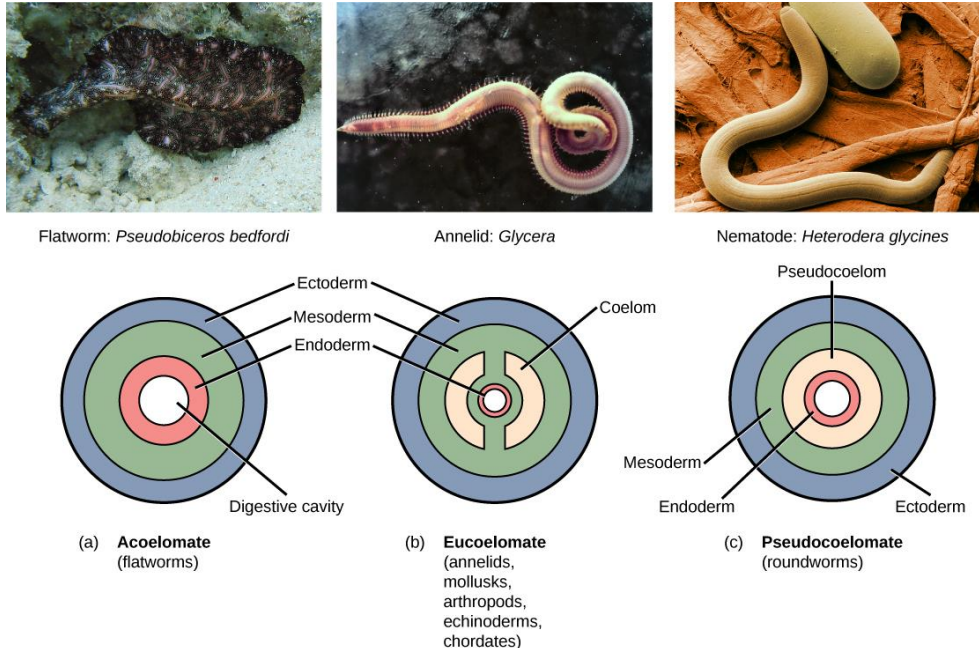 Flatworm: Pseudobiceros bedfordi
Annelid: Glycera
Nematode: Heterodera glycines
Ectoderm
Mesoderm
Endoderm
Digestive cavity
Coelom
Pseudocoelom
Mesoderm
Endoderm
Ectoderm
(a) Acoelomate
(flatworms)
(b) Eucoelomate
(annelids,
mollusks,
arthropods,
echinoderms,
chordates)
(c) Pseudocoelomate
(roundworms)